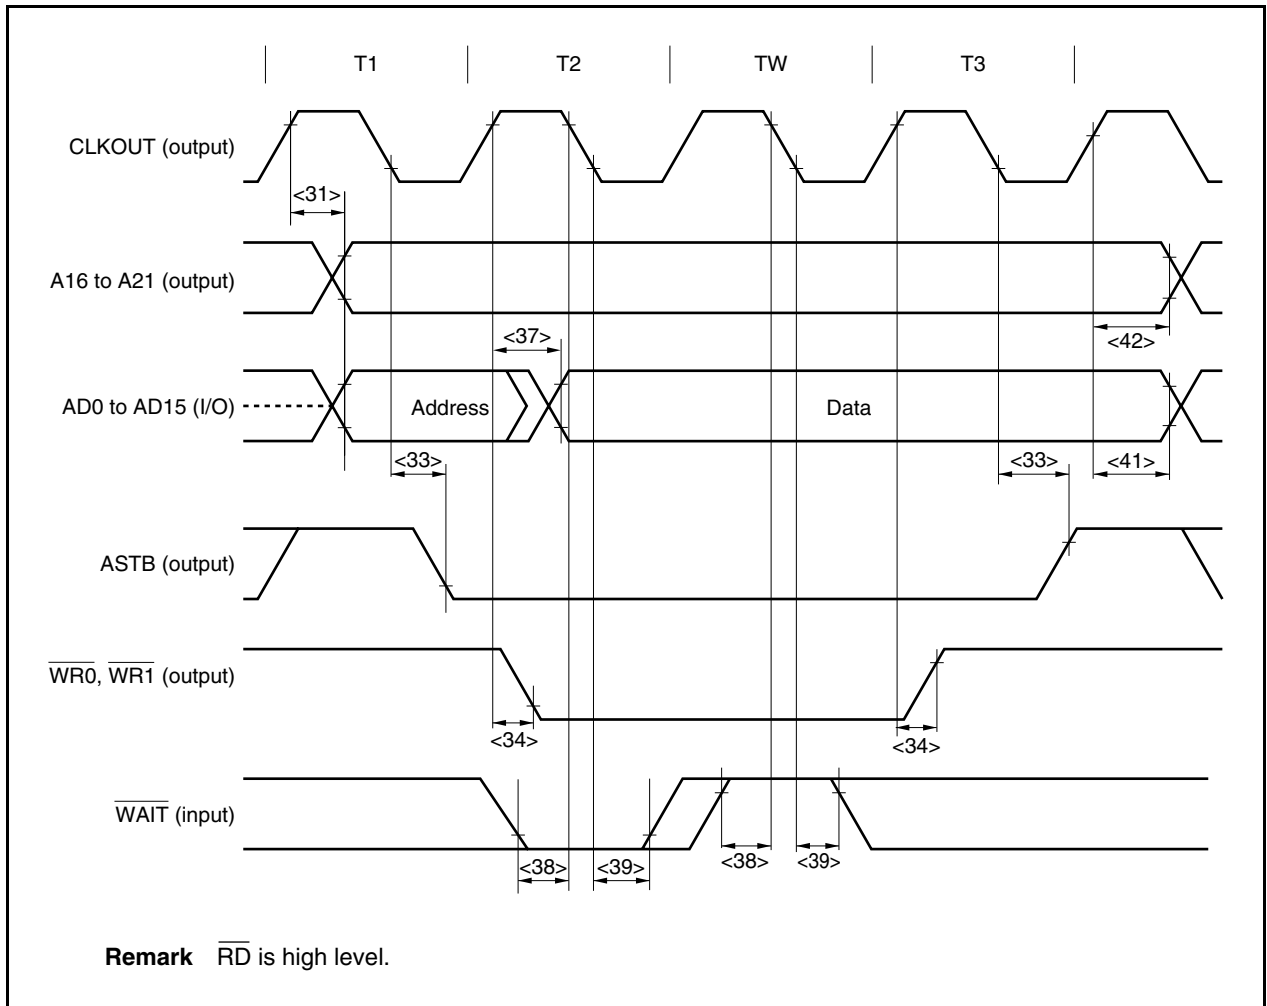 T1 T2 TW T3
CLKOUT (output)
<31>
A16 to A21 (output)
<42>
<37>
AD0 to AD15 (I/O) Address Data
<33> <33> <41>
ASTB (output)
WR0, WR1 (output)
<34> <34>
WAIT (input)
<38> <39> <38> <39>
Remark RD is high level.